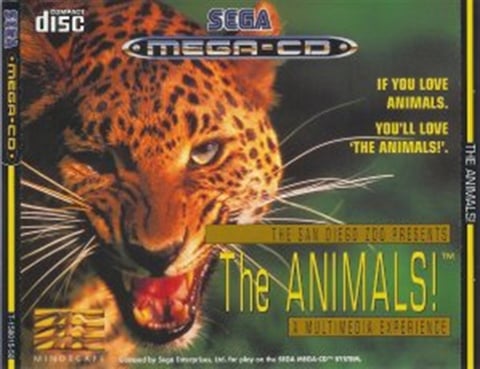 COMPACT
disc
SEGA
MEGA-CD
IF YOU LOVE
ANIMALS.
YOU'LL LOVE
'THE ANIMALS!'.
THE SAN DIEGO ZOO PRESENTS
The ANIMALS!™
A MULTIMEDIA EXPERIENCE
MINDSCAPE
Licensed by Sega Enterprises, Ltd. for play on the SEGA MEGA-CD™ SYSTEM.
SEGA
MEGA-CD
THE ANIMALS!